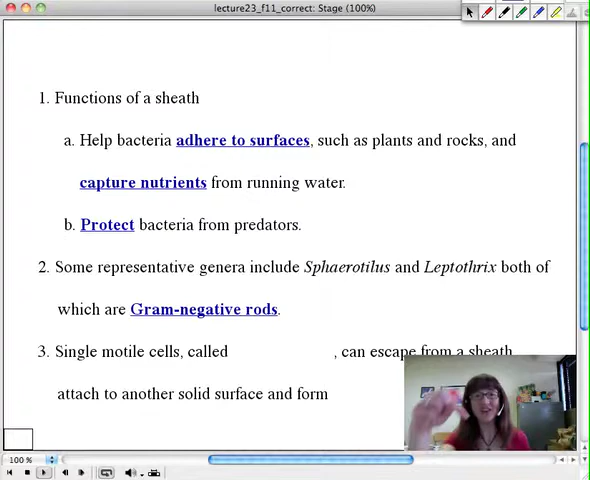 lecture23_f11_correct: Stage (100%)
1. Functions of a sheath
a. Help bacteria adhere to surfaces, such as plants and rocks, and
capture nutrients from running water.
b. Protect bacteria from predators.
2. Some representative genera include Sphaerotilus and Leptothrix both of
which are Gram-negative rods.
3. Single motile cells, called , can escape from a sheath
attach to another solid surface and form
100 %